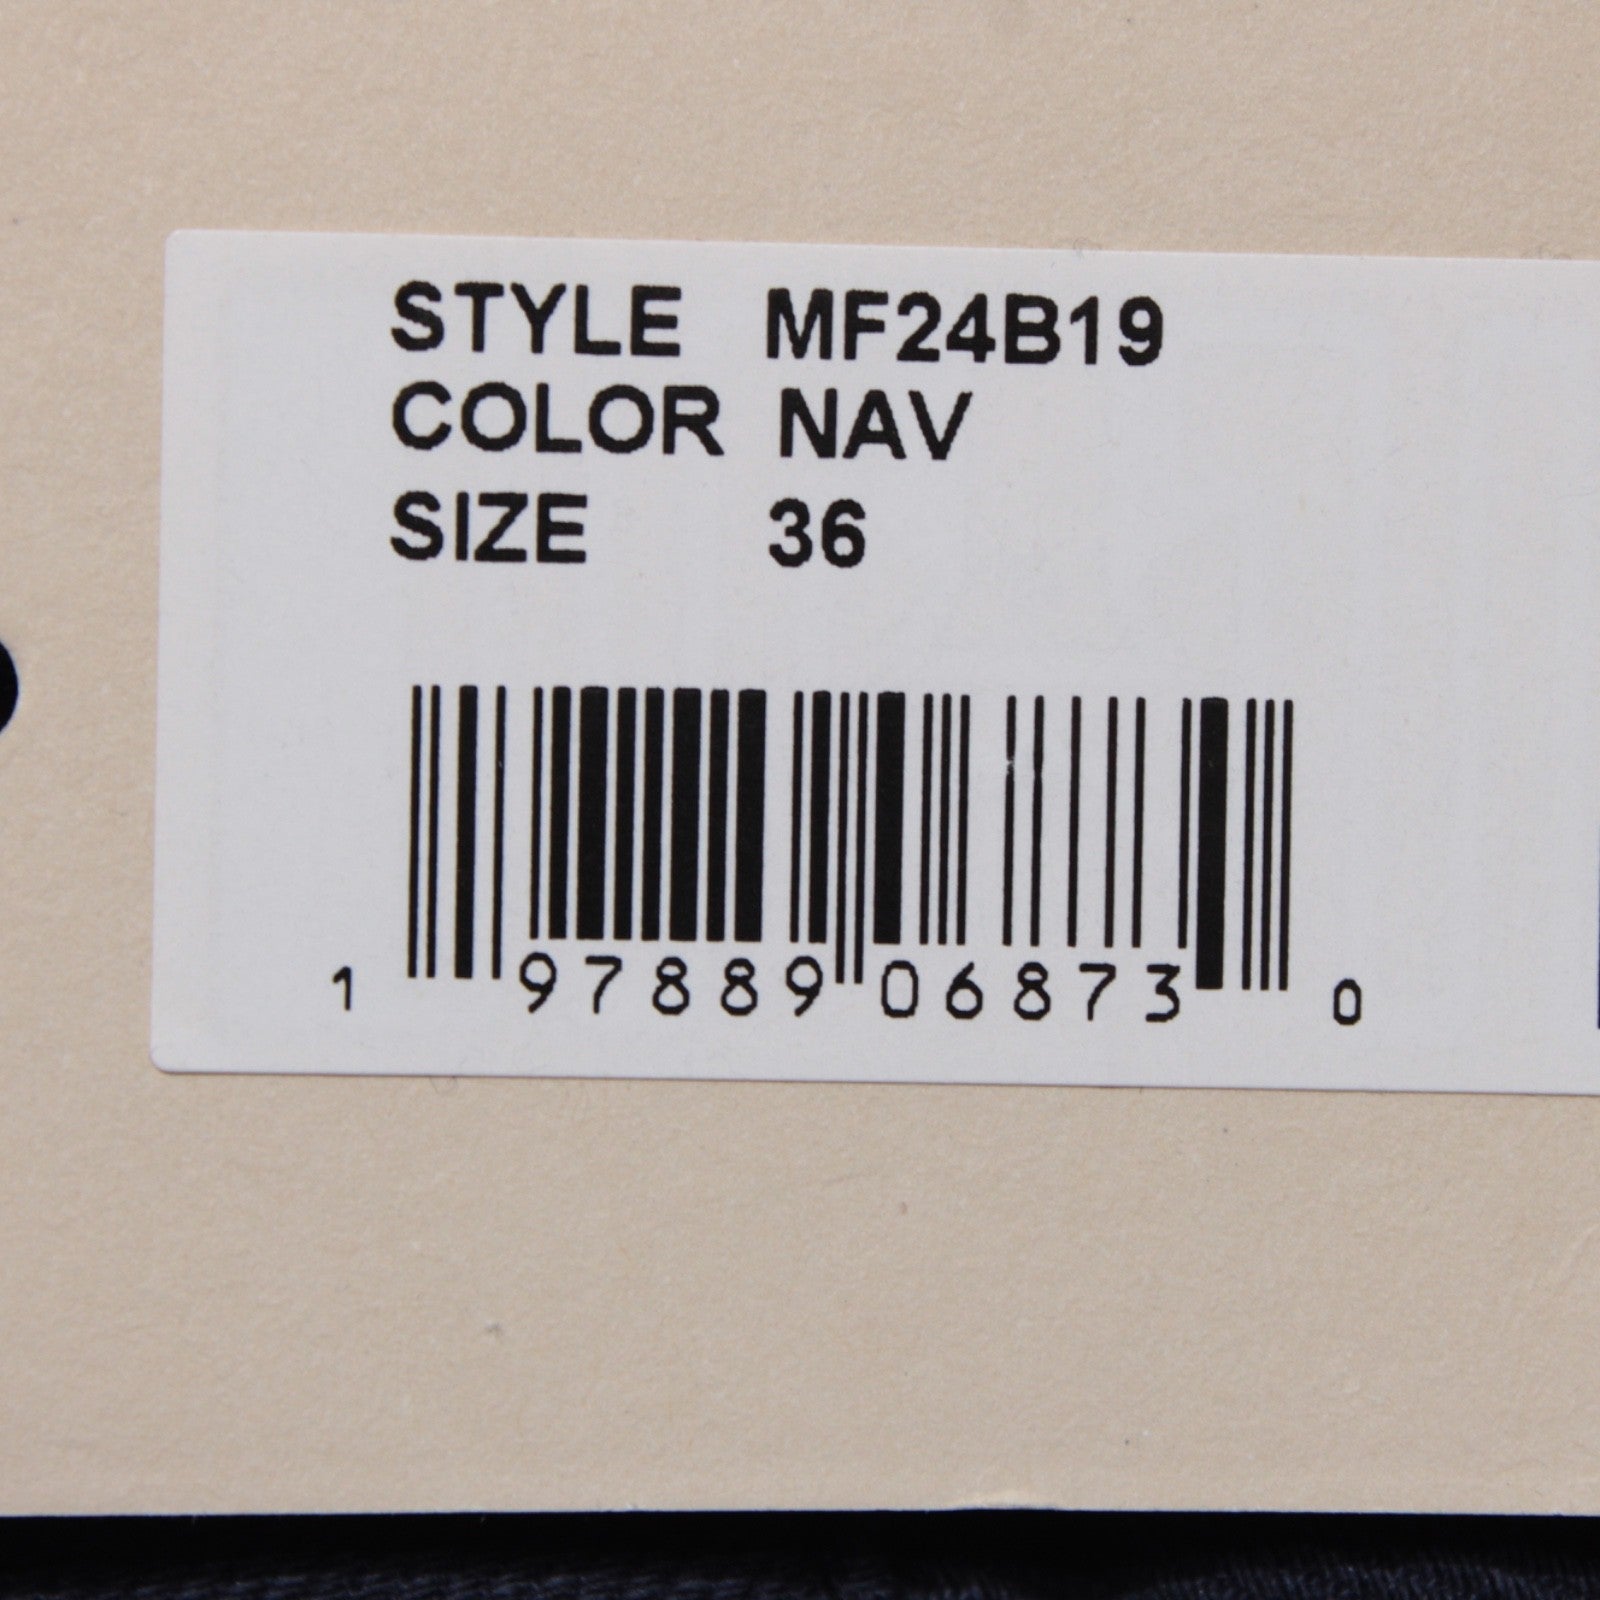 STYLE MF24B19
COLOR NAV
SIZE 36
1 97889 06873 0